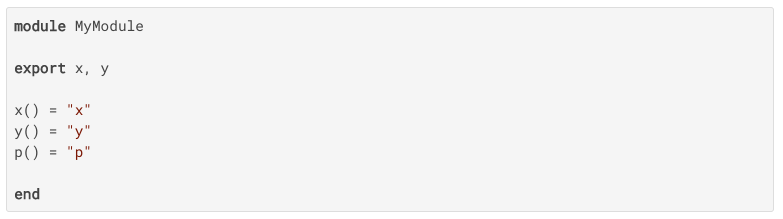 module MyModule
export x, y
x() = "x"
y() = "y"
p() = "p"
end